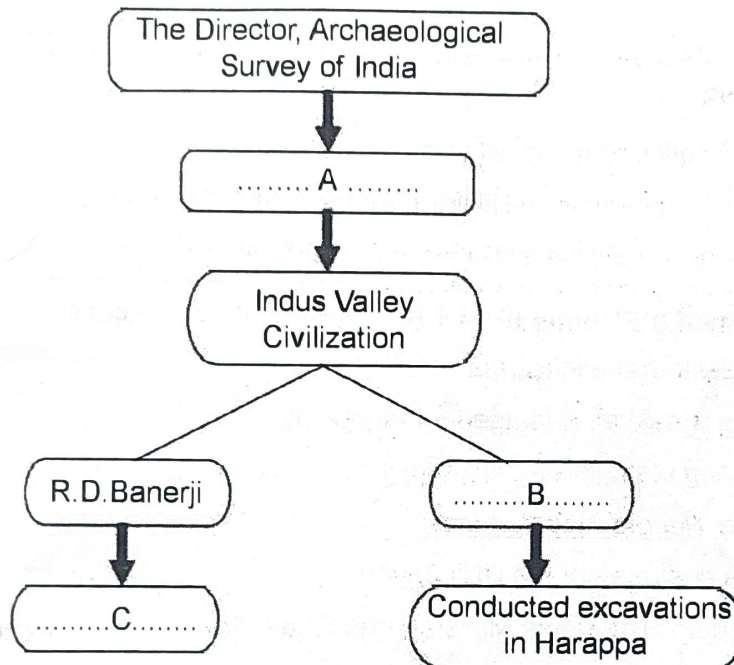 The Director, Archaeological
Survey of India
........ A ........
Indus Valley
Civilization
R.D.Banerji
.........B.......
.........C.......
Conducted excavations
in Harappa